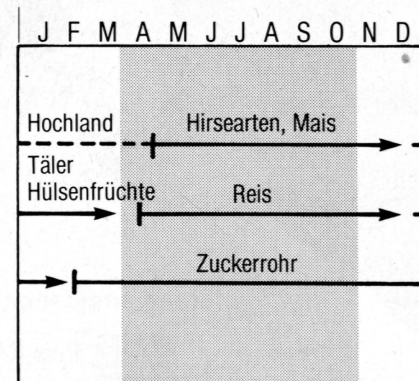 J F M A M J J A S O N D
Hochland Hirsearten, Mais
Täler
Hülsenfrüchte Reis
Zuckerrohr